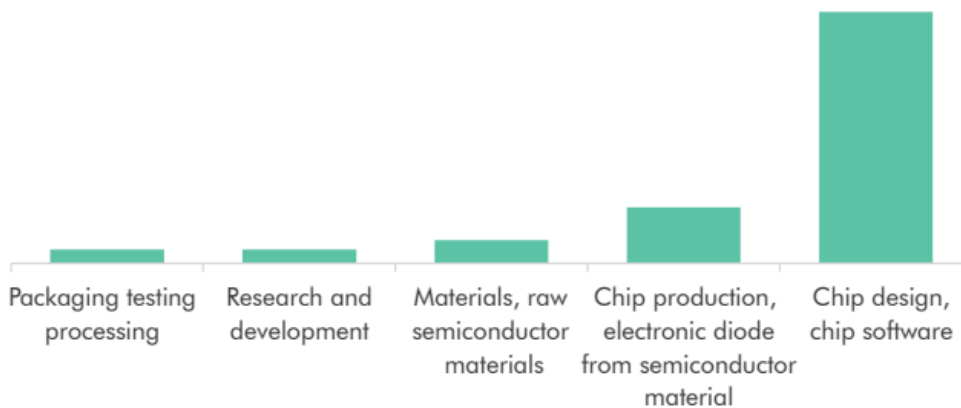 Packaging testing
processing
Research and
development
Materials, raw
semiconductor
materials
Chip production,
electronic diode
from semiconductor
material
Chip design,
chip software